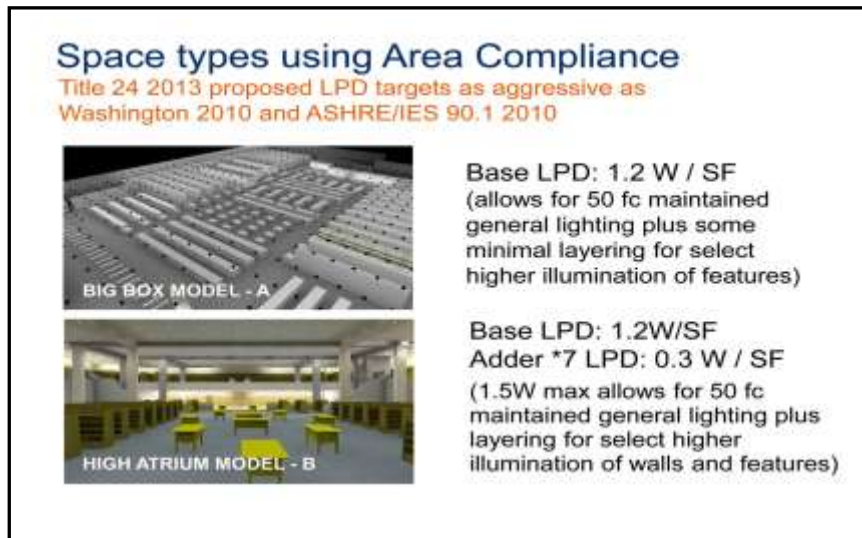 Space types using Area Compliance
Title 24 2013 proposed LPD targets as aggressive as
Washington 2010 and ASHRE/IES 90.1 2010
BIG BOX MODEL - A
Base LPD: 1.2 W / SF
(allows for 50 fc maintained
general lighting plus some
minimal layering for select
higher illumination of features)
HIGH ATRIUM MODEL - B
Base LPD: 1.2W/SF
Adder *7 LPD: 0.3 W / SF
(1.5W max allows for 50 fc
maintained general lighting plus
layering for select higher
illumination of walls and features)